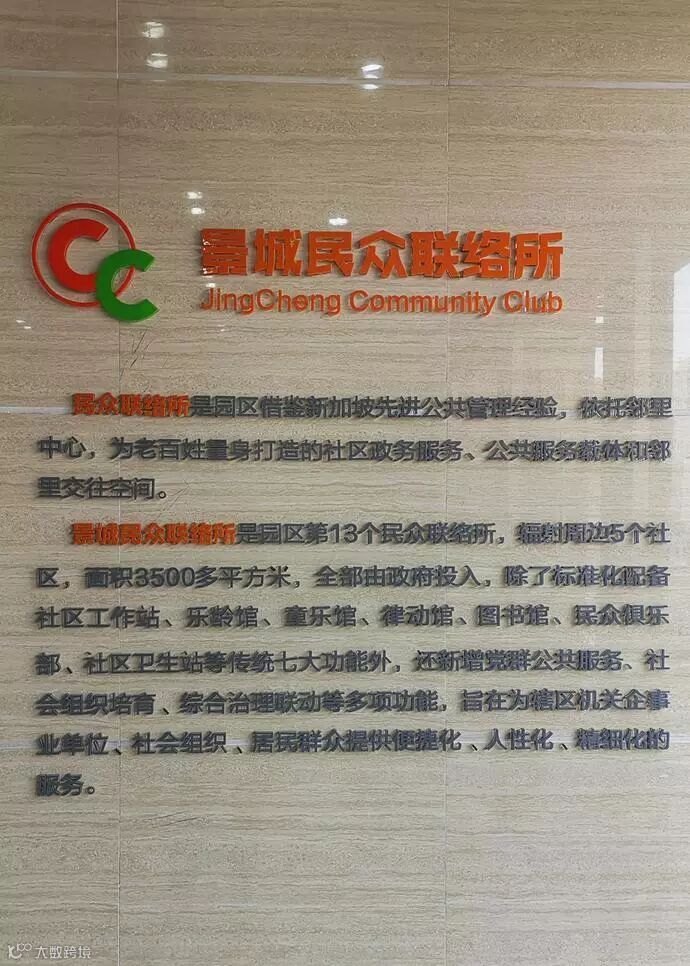 CC
景城民众联络所
JingCheng Community Club
民众联络所是园区借鉴新加坡先进公共管理经验，依托邻里
中心，为老百姓量身打造的社区政务服务、公共服务载体和邻
里交往空间。
景城民众联络所是园区第13个民众联络所，辐射周边5个社
区，面积3500多平方米，全部由政府投入，除了标准化配备
社区工作站、乐龄馆、童乐馆、律动馆、图书馆、民众俱乐
部、社区卫生站等传统七大功能外，还新增党群公共服务、社
会组织培育、综合治理联动等多项功能，旨在为辖区机关企事
业单位、社会组织、居民群众提供便捷化、人性化、精细化的
服务。
大数跨境